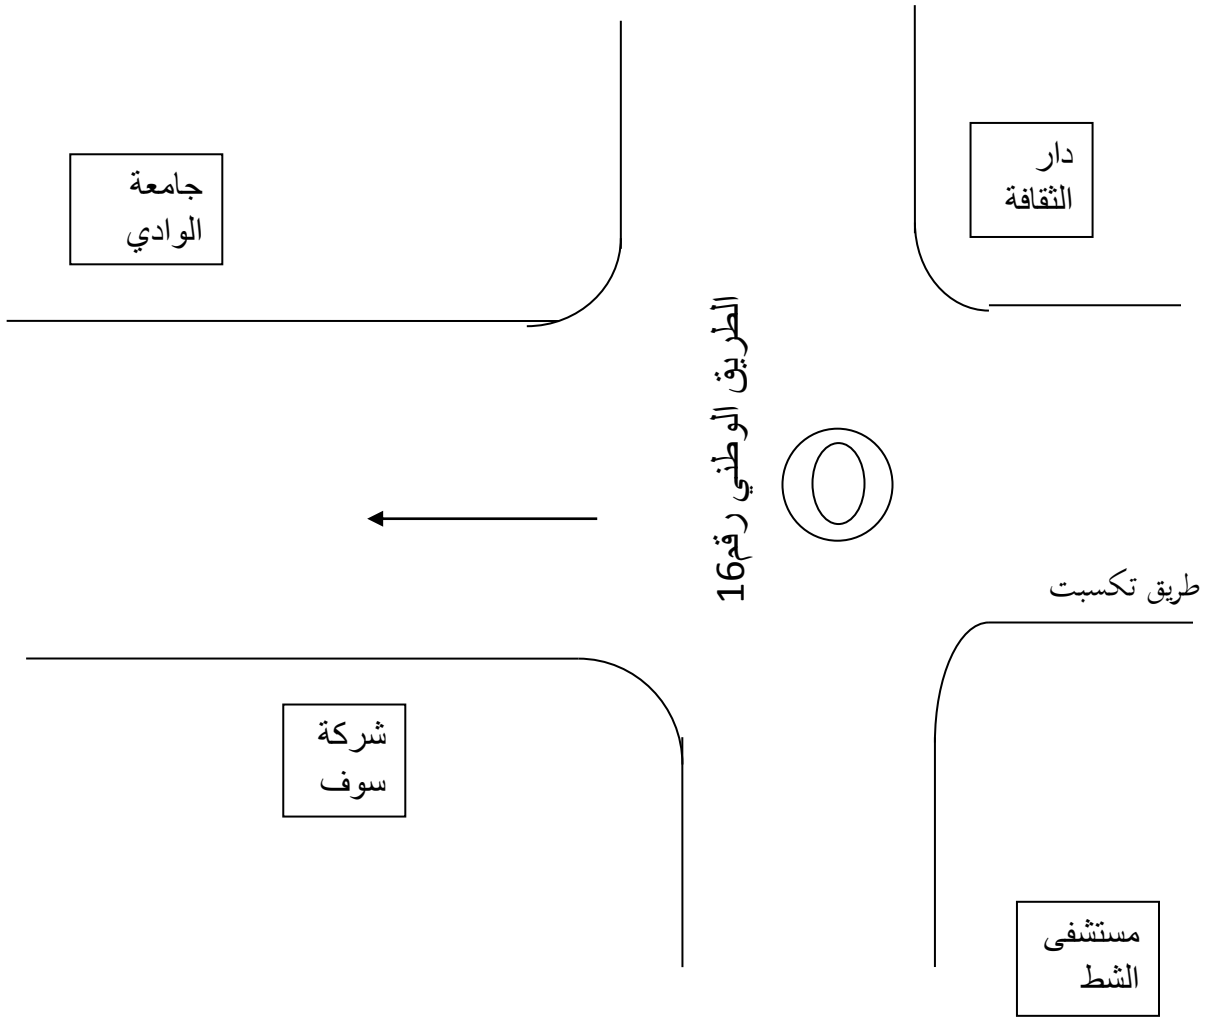 دار
الثقافة
جامعة
الوادي
الطريق الوطني رقم16
طريق تكسبت
شركة
سوف
مستشفى
الشط